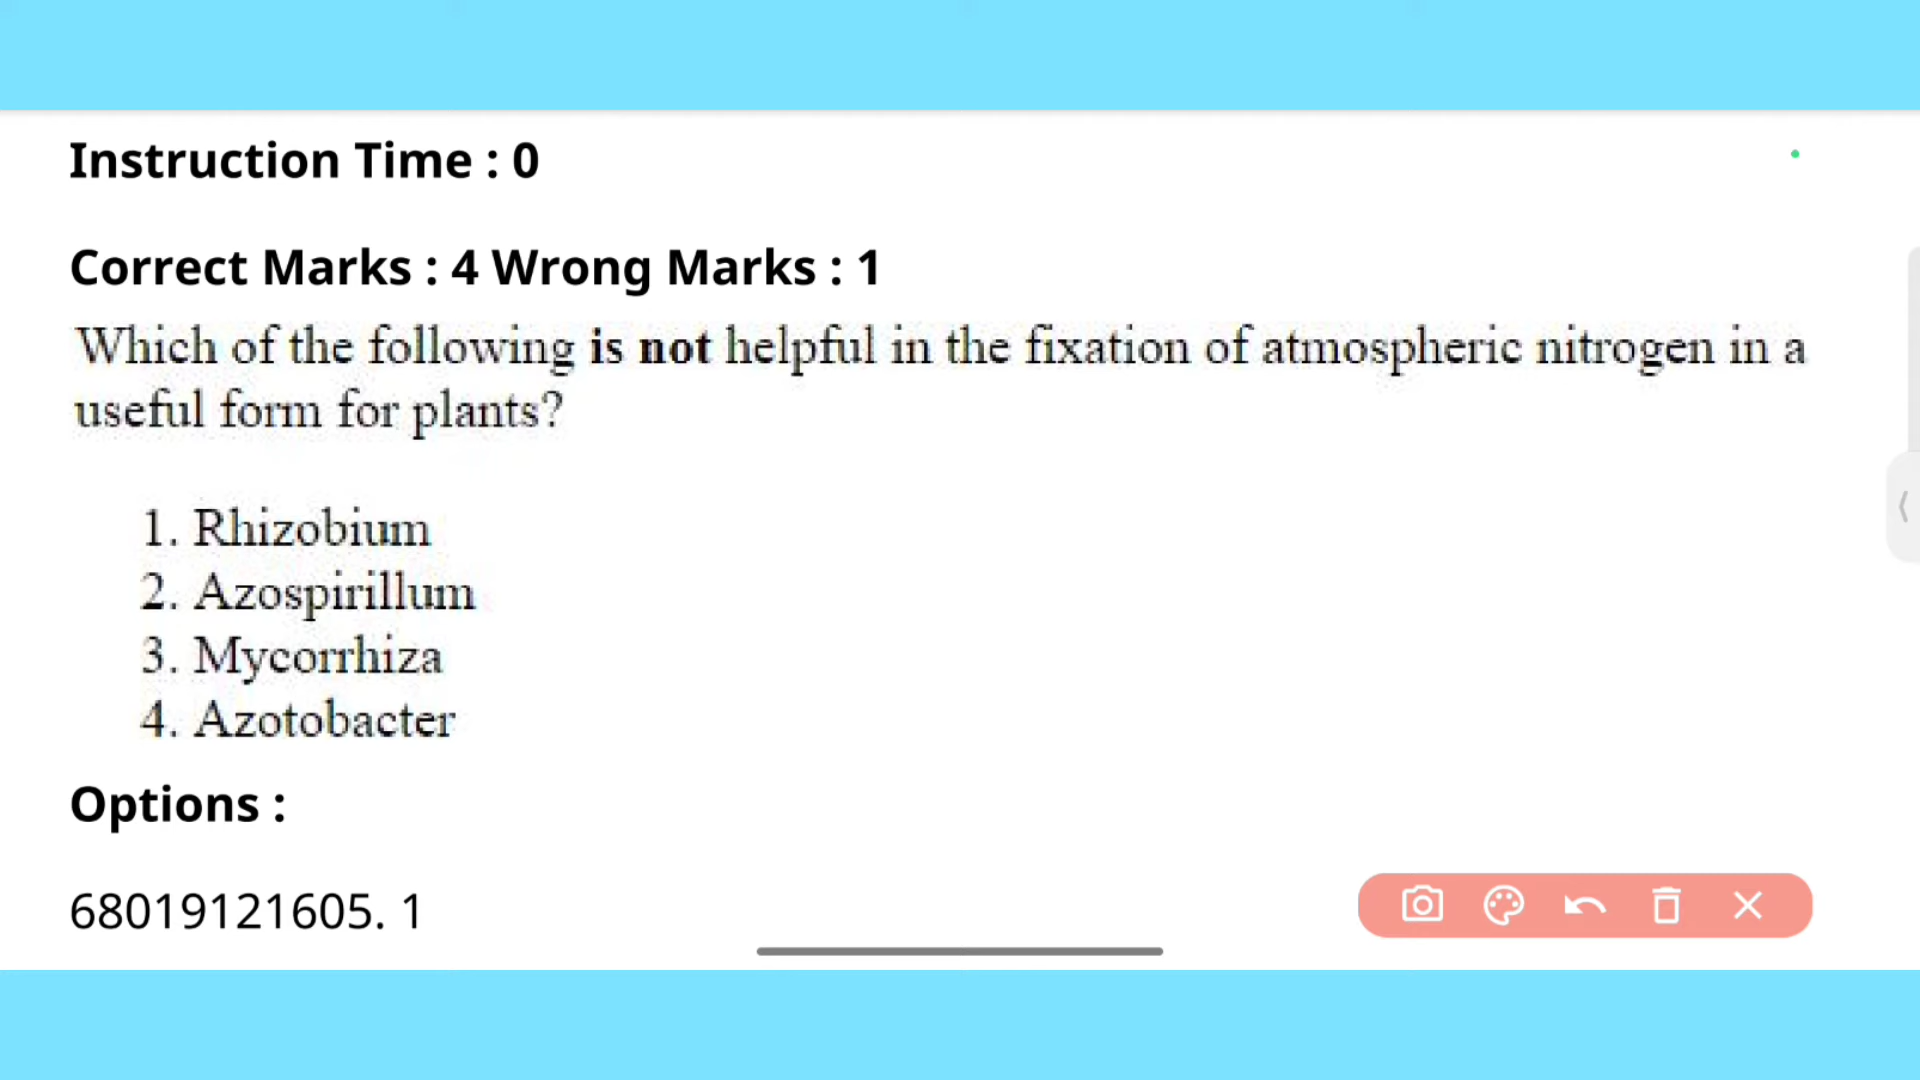 Instruction Time : 0
Correct Marks : 4 Wrong Marks : 1
Which of the following is not helpful in the fixation of atmospheric nitrogen in a
useful form for plants?
1. Rhizobium
2. Azospirillum
3. Mycorrhiza
4. Azotobacter
Options :
68019121605. 1